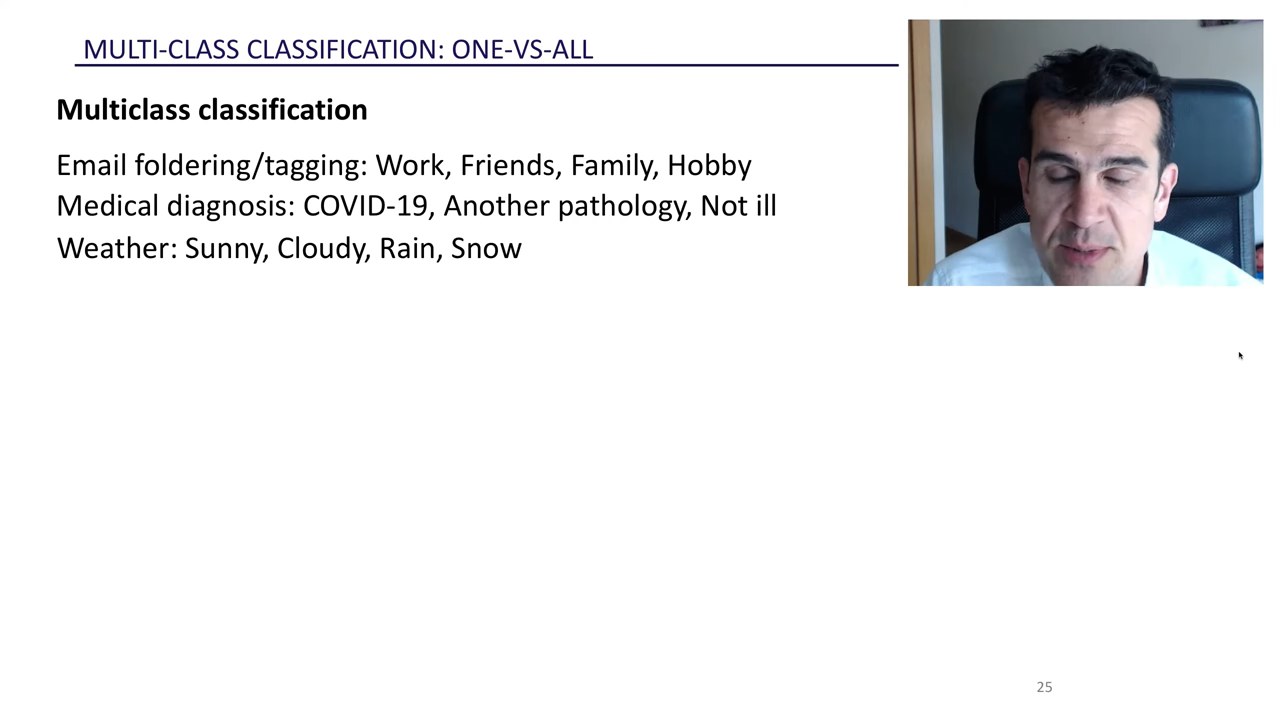 MULTI-CLASS CLASSIFICATION: ONE-VS-ALL
Multiclass classification
Email foldering/tagging: Work, Friends, Family, Hobby
Medical diagnosis: COVID-19, Another pathology, Not ill
Weather: Sunny, Cloudy, Rain, Snow
25